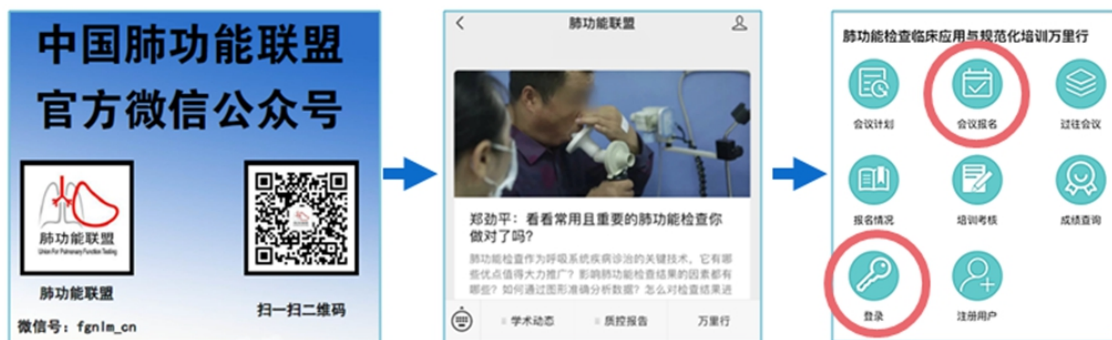 中国肺功能联盟
官方微信公众号
肺功能联盟
Union For Pulmonary Function Testing
肺功能联盟
微信号：fgnlm_cn
扫一扫二维码
肺功能联盟
郑劲平：看看常用且重要的肺功能检查你
做对了吗？
肺功能检查作为呼吸系统疾病诊治的关键技术，它有哪
些优点值得大力推广？影响肺功能检查结果的因素都有
哪些？如何通过图形准确分析数据？怎么对检查结果进
学术动态
质控报告
万里行
肺功能检查临床应用与规范化培训万里行
会议计划
会议报名
过往会议
报名情况
培训考核
成绩查询
登录
注册用户